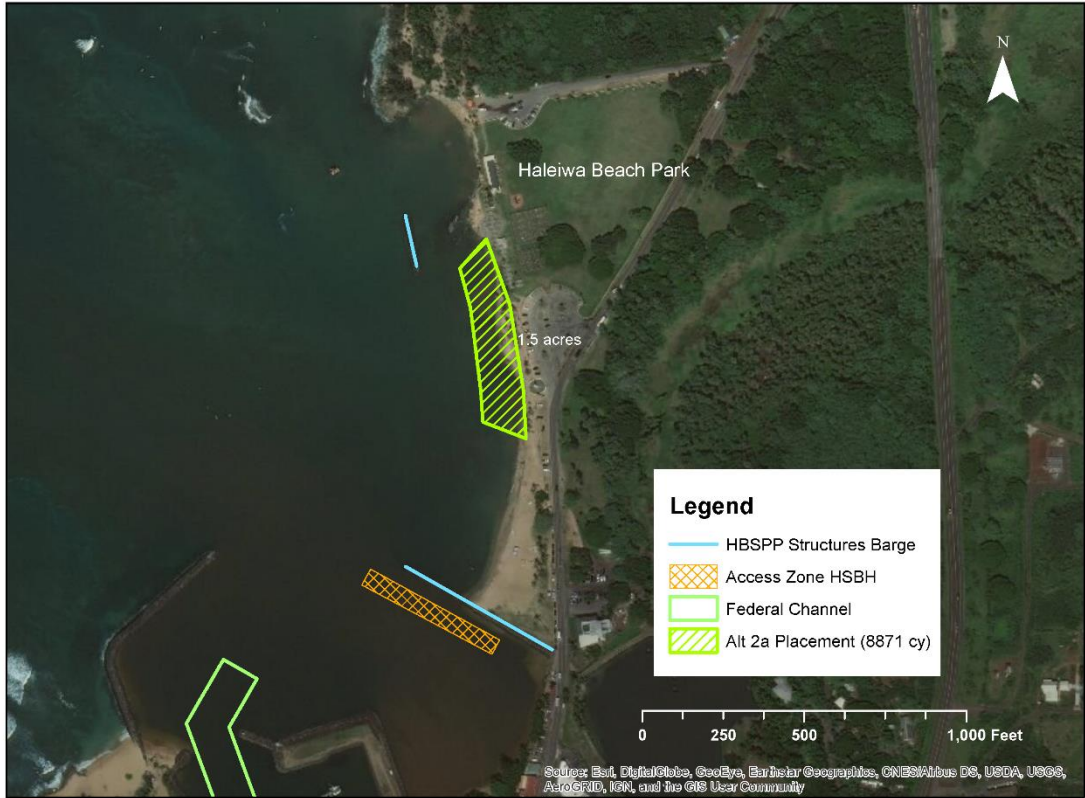 N
Haleiwa Beach Park
1.5 acres
Legend
HBSPP Structures Barge
Access Zone HSBH
Federal Channel
Alt 2a Placement (8871 cy)
0 250 500 1,000 Feet
Source: Esri, DigitalGlobe, GeoEye, Earthstar Geographics, CNES/Airbus DS, USDA, USGS,
AeroGRID, IGN, and the GIS User Community